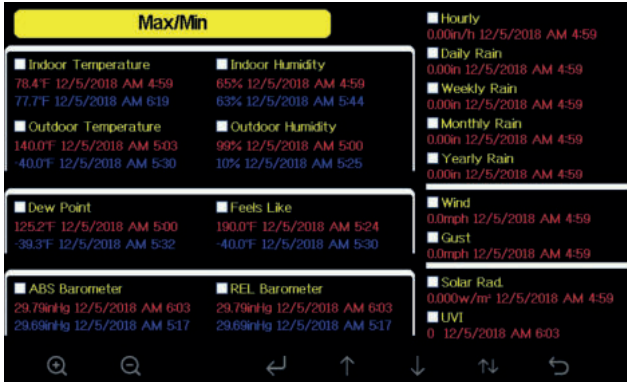 Max/Min
Indoor Temperature
78.4°F 12/5/2018 AM 4:59
77.7°F 12/5/2018 AM 6:19
Indoor Humidity
65% 12/5/2018 AM 4:59
63% 12/5/2018 AM 5:44
Outdoor Temperature
140.0°F 12/5/2018 AM 5:03
-40.0°F 12/5/2018 AM 5:30
Outdoor Humidity
99% 12/5/2018 AM 5:00
10% 12/5/2018 AM 5:25
Dew Point
125.2°F 12/5/2018 AM 5:00
-39.3°F 12/5/2018 AM 5:32
Feels Like
190.0°F 12/5/2018 AM 5:24
-40.0°F 12/5/2018 AM 5:30
ABS Barometer
29.79inHg 12/5/2018 AM 6:03
29.69inHg 12/5/2018 AM 5:17
REL Barometer
29.79inHg 12/5/2018 AM 6:03
29.69inHg 12/5/2018 AM 5:17
Hourly
0.00in/h 12/5/2018 AM 4:59
Daily Rain
0.00in 12/5/2018 AM 4:59
Weekly Rain
0.00in 12/5/2018 AM 4:59
Monthly Rain
0.00in 12/5/2018 AM 4:59
Yearly Rain
0.00in 12/5/2018 AM 4:59
Wind
0.0mph 12/5/2018 AM 4:59
Gust
0.0mph 12/5/2018 AM 4:59
Solar Rad.
0.000w/m² 12/5/2018 AM 4:59
UVI
0 12/5/2018 AM 6:03